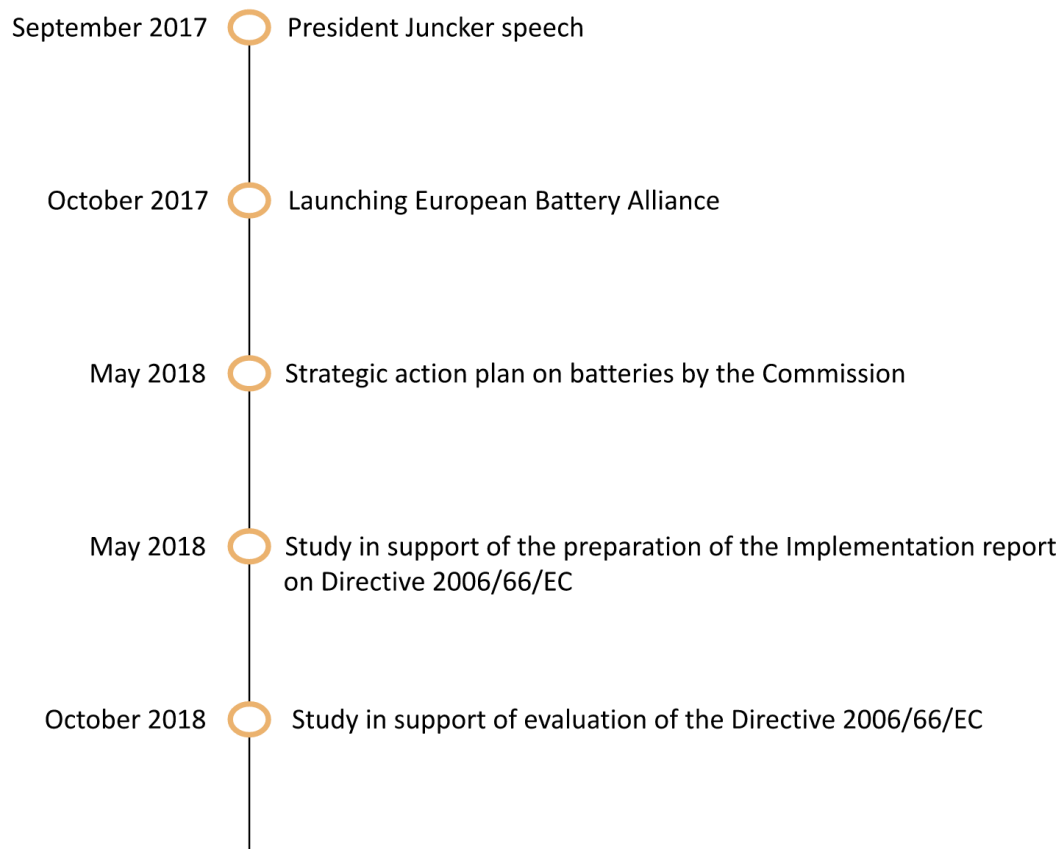 September 2017 President Juncker speech
October 2017 Launching European Battery Alliance
May 2018 Strategic action plan on batteries by the Commission
May 2018 Study in support of the preparation of the Implementation report
on Directive 2006/66/EC
October 2018 Study in support of evaluation of the Directive 2006/66/EC